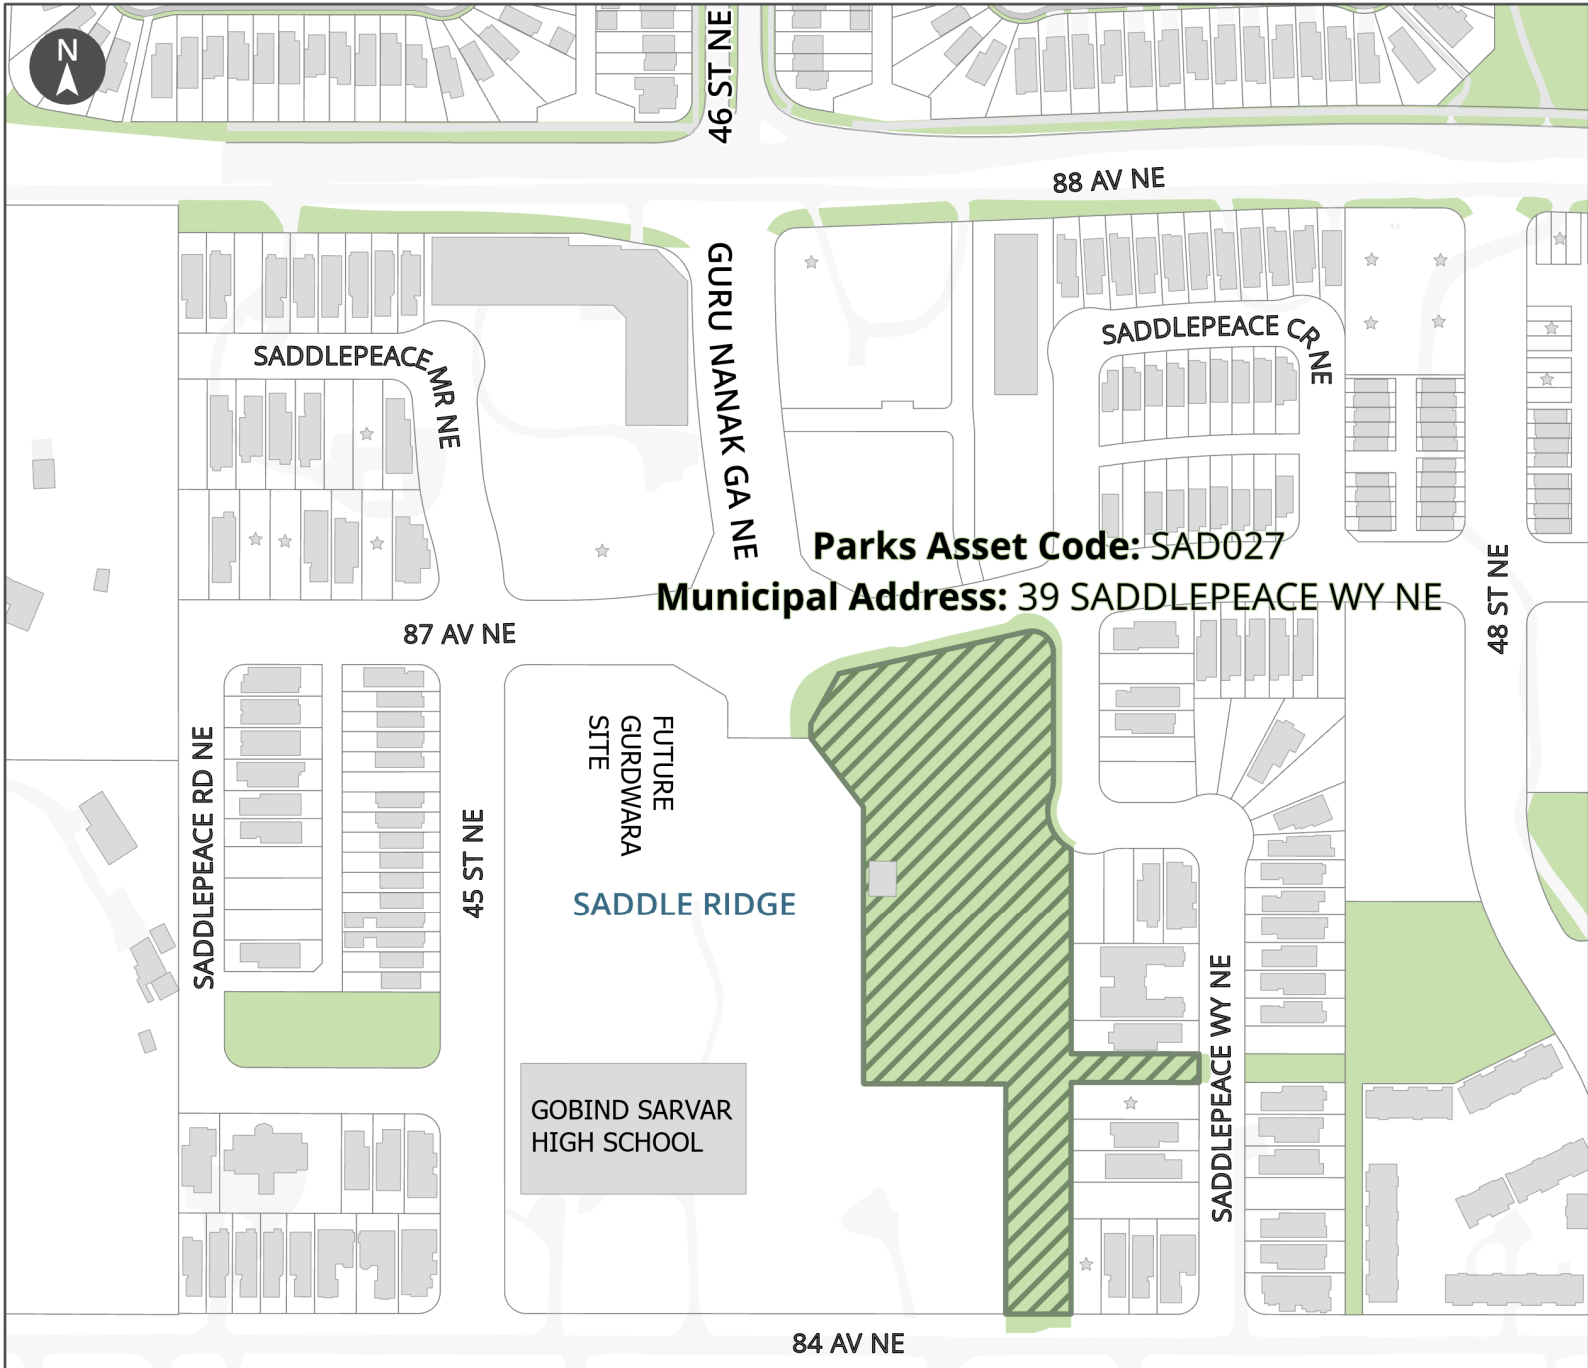 N
46 ST NE
88 AV NE
GURU NANAK GA NE
SADDLEPEACE MR NE
SADDLEPEACE CR NE
Parks Asset Code: SAD027
Municipal Address: 39 SADDLEPEACE WY NE
48 ST NE
87 AV NE
SADDLEPEACE RD NE
45 ST NE
FUTURE
GURDWARA
SITE
SADDLE RIDGE
SADDLEPEACE WY NE
GOBIND SARVAR
HIGH SCHOOL
84 AV NE